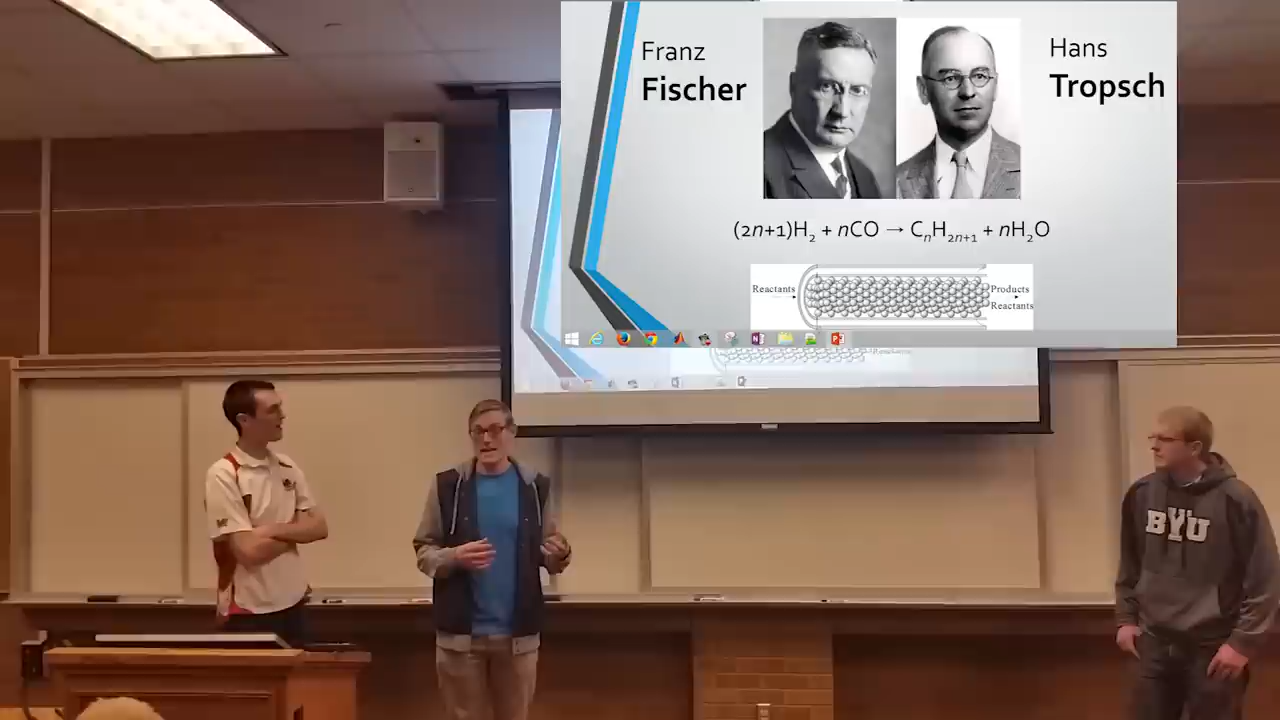 Franz
Fischer
Hans
Tropsch
(2n+1)H₂ + nCO → CₙH₂ₙ₊₁ + nH₂O
Reactants
Products
Reactants
BYU